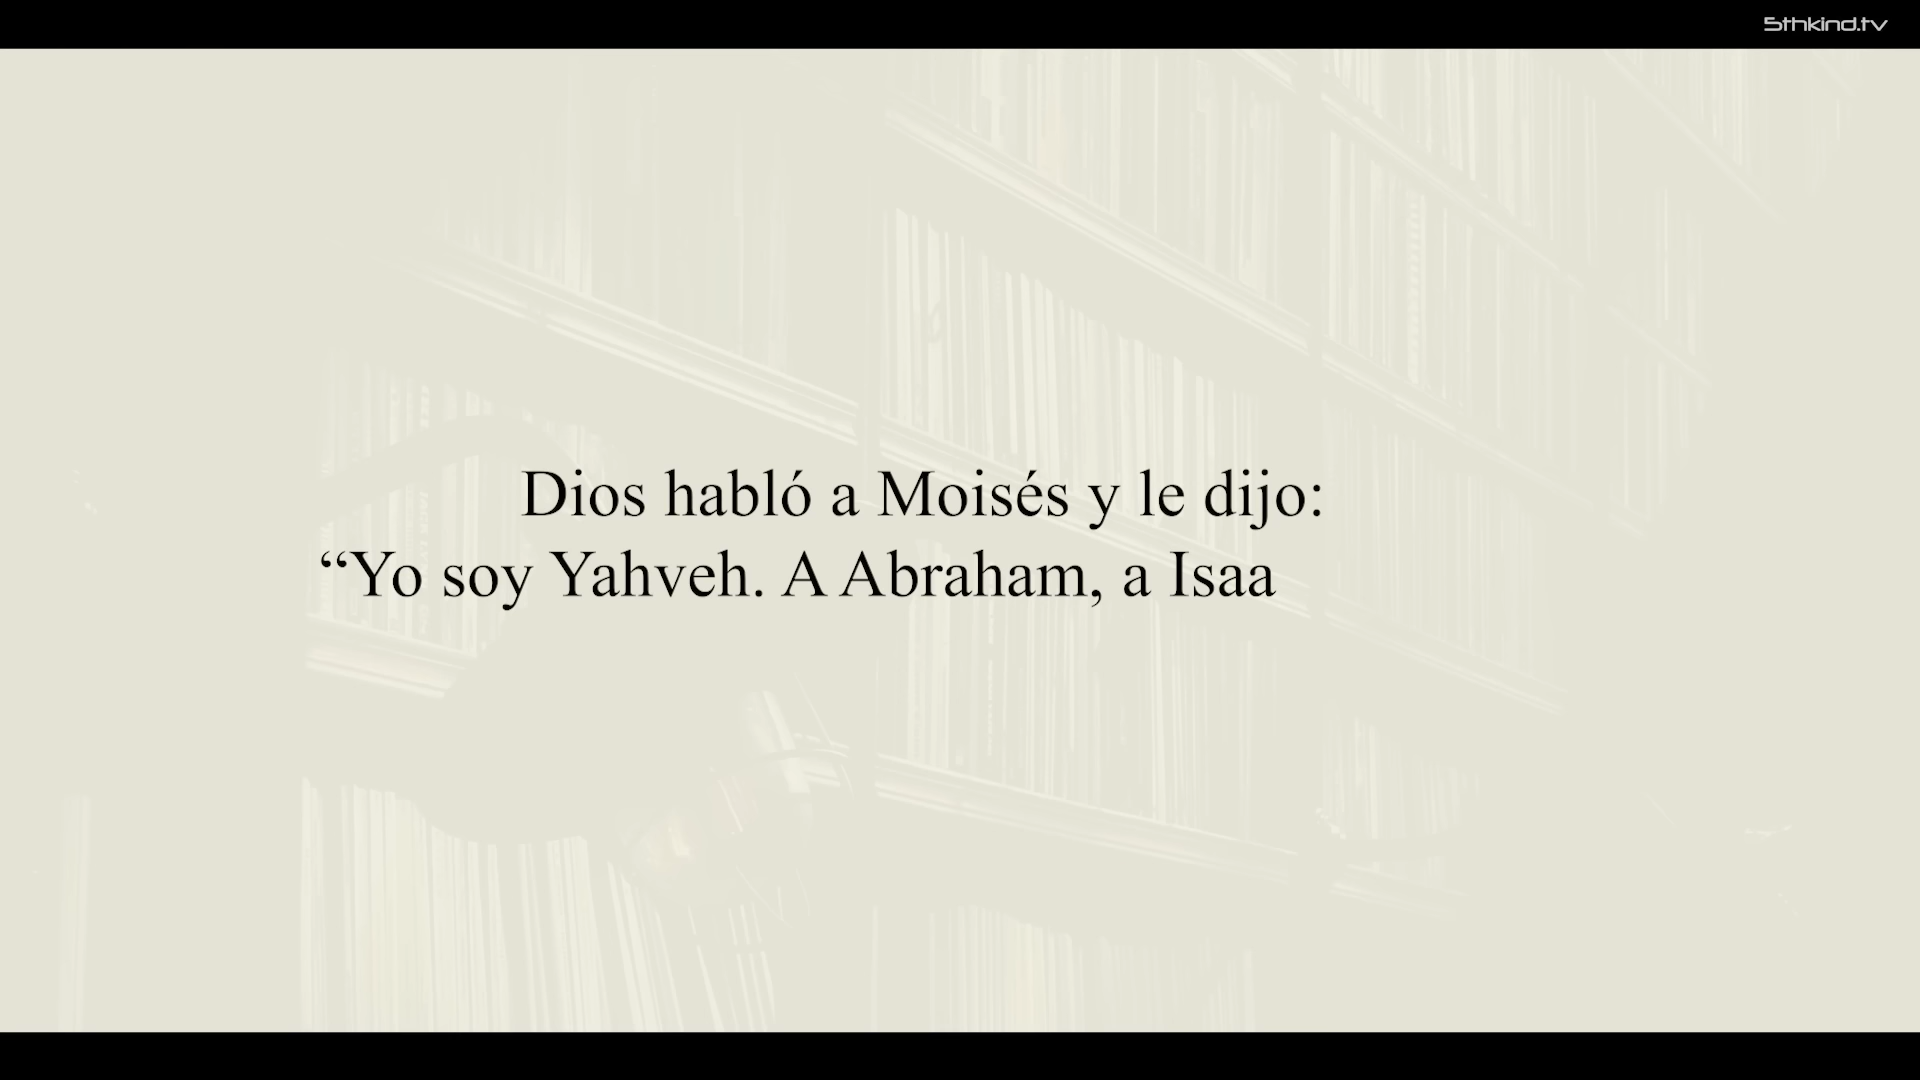 5thkind.tv
Dios habló a Moisés y le dijo:
“Yo soy Yahveh. A Abraham, a Isaa